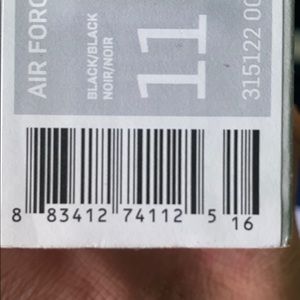 AIR FORC
BLACK/BLACK
NOIR/NOIR
11
315122 00
8 83412 74112 5 16